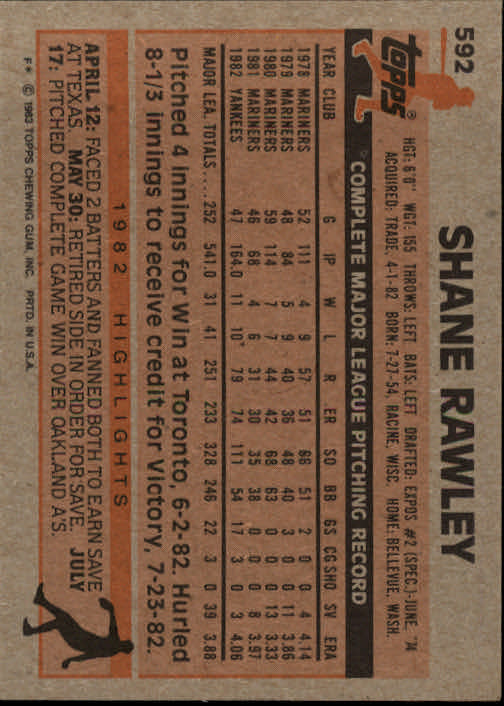 592
topps®
SHANE RAWLEY
HGT: 6'0" WGT: 155 THROWS: LEFT BATS: LEFT DRAFTED: EXPOS #2 (SPEC.)-JUNE, '74
ACQUIRED: TRADE, 4-1-82 BORN: 7-27-54, RACINE, WISC. HOME: BELLEVUE, WASH.
COMPLETE MAJOR LEAGUE PITCHING RECORD
YEAR CLUB G IP W L R ER SO BB GS CG SHO SV ERA
1978 MARINERS 52 111 4 9 57 51 66 51 2 0 0 4 4.14
1979 MARINERS 48 84 5 9 40 36 48 40 3 0 0 11 3.86
1980 MARINERS 59 114 7 7 44 42 68 63 0 0 0 13 3.33
1981 MARINERS 46 68 4 6 31 30 35 38 0 0 0 8 3.97
1982 YANKEES 47 164.0 11 10* 79 74 111 54 17 3 0 3 4.06
MAJOR LEA. TOTALS.... 252 541.0 31 41 251 233 328 246 22 3 0 39 3.88
Pitched 4 innings for Win at Toronto, 6-2-82. Hurled
8-1/3 innings to receive credit for Victory, 7-23-82.
1982 HIGHLIGHTS
APRIL 12: FACED 2 BATTERS AND FANNED BOTH TO EARN SAVE
AT TEXAS. MAY 30: RETIRED SIDE IN ORDER FOR SAVE. JULY
17: PITCHED COMPLETE GAME WIN OVER OAKLAND A'S.
F* © 1983 TOPPS CHEWING GUM, INC. PRTD. IN U.S.A.